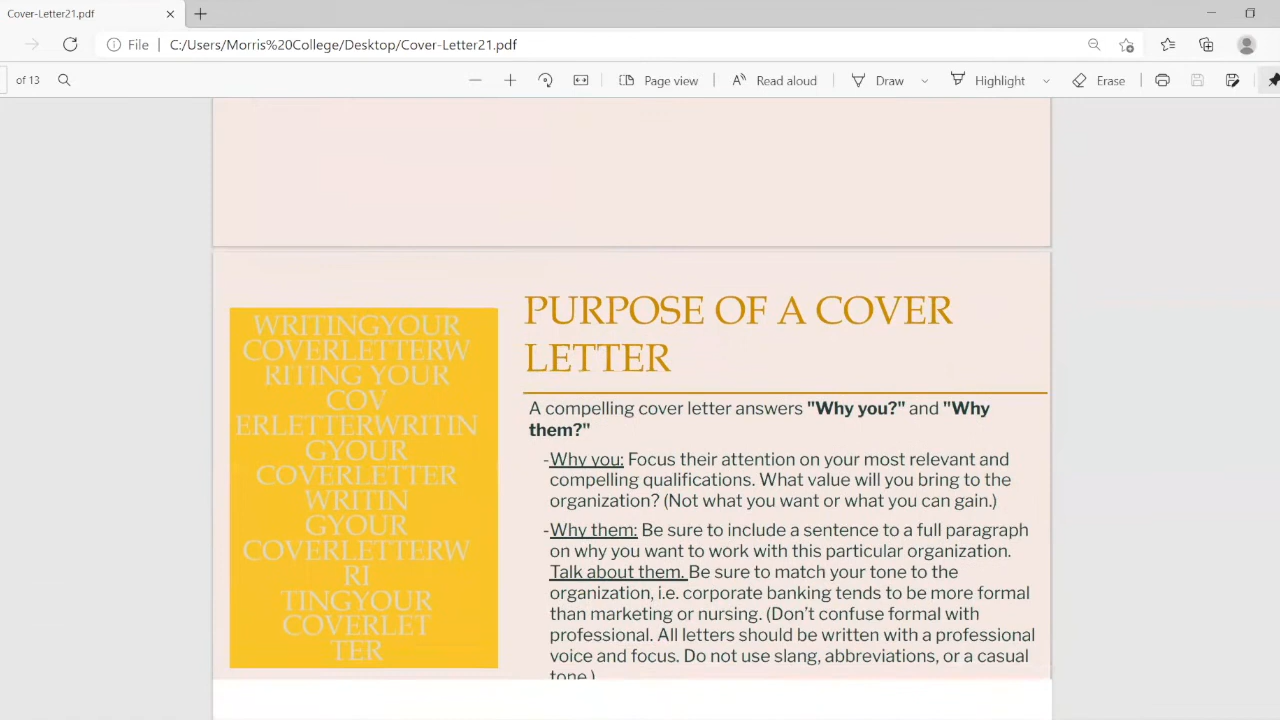 Cover-Letter21.pdf
File | C:/Users/Morris%20College/Desktop/Cover-Letter21.pdf
of 13
Page view
Read aloud
Draw
Highlight
Erase
WRITINGYOUR
COVERLETTERW
RITING YOUR
COV
ERLETTERWRITIN
GYOUR
COVERLETTER
WRITIN
GYOUR
COVERLETTERW
RI
TINGYOUR
COVERLET
TER
PURPOSE OF A COVER
LETTER
A compelling cover letter answers "Why you?" and "Why
them?"
-Why you: Focus their attention on your most relevant and
compelling qualifications. What value will you bring to the
organization? (Not what you want or what you can gain.)
-Why them: Be sure to include a sentence to a full paragraph
on why you want to work with this particular organization.
Talk about them. Be sure to match your tone to the
organization, i.e. corporate banking tends to be more formal
than marketing or nursing. (Don't confuse formal with
professional. All letters should be written with a professional
voice and focus. Do not use slang, abbreviations, or a casual
tone.)